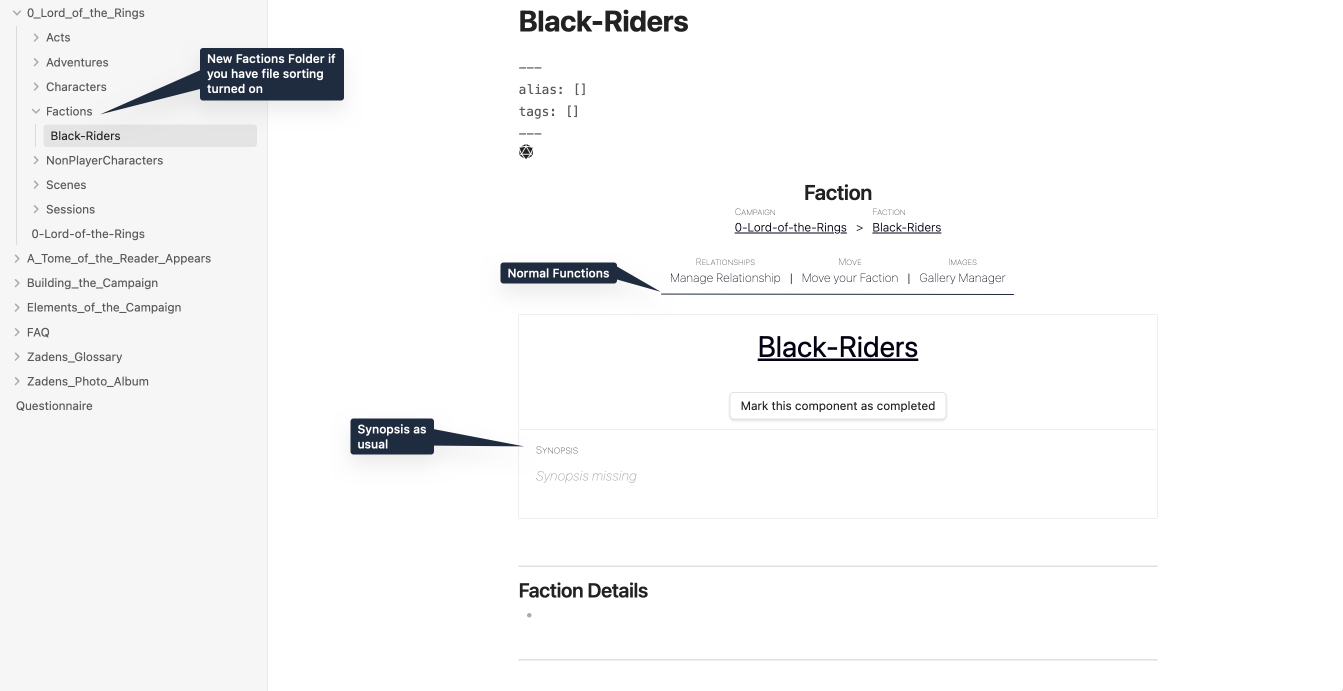 0_Lord_of_the_Rings
Acts
Adventures
Characters
Factions
Black-Riders
NonPlayerCharacters
Scenes
Sessions
0-Lord-of-the-Rings
A_Tome_of_the_Reader_Appears
Building_the_Campaign
Elements_of_the_Campaign
FAQ
Zadens_Glossary
Zadens_Photo_Album
Questionnaire
New Factions Folder if
you have file sorting
turned on
Black-Riders
---
alias: []
tags: []
---
Faction
CAMPAIGN FACTION
0-Lord-of-the-Rings > Black-Riders
RELATIONSHIPS MOVE IMAGES
Manage Relationship | Move your Faction | Gallery Manager
Normal Functions
Black-Riders
Mark this component as completed
Synopsis as
usual
SYNOPSIS
Synopsis missing
Faction Details